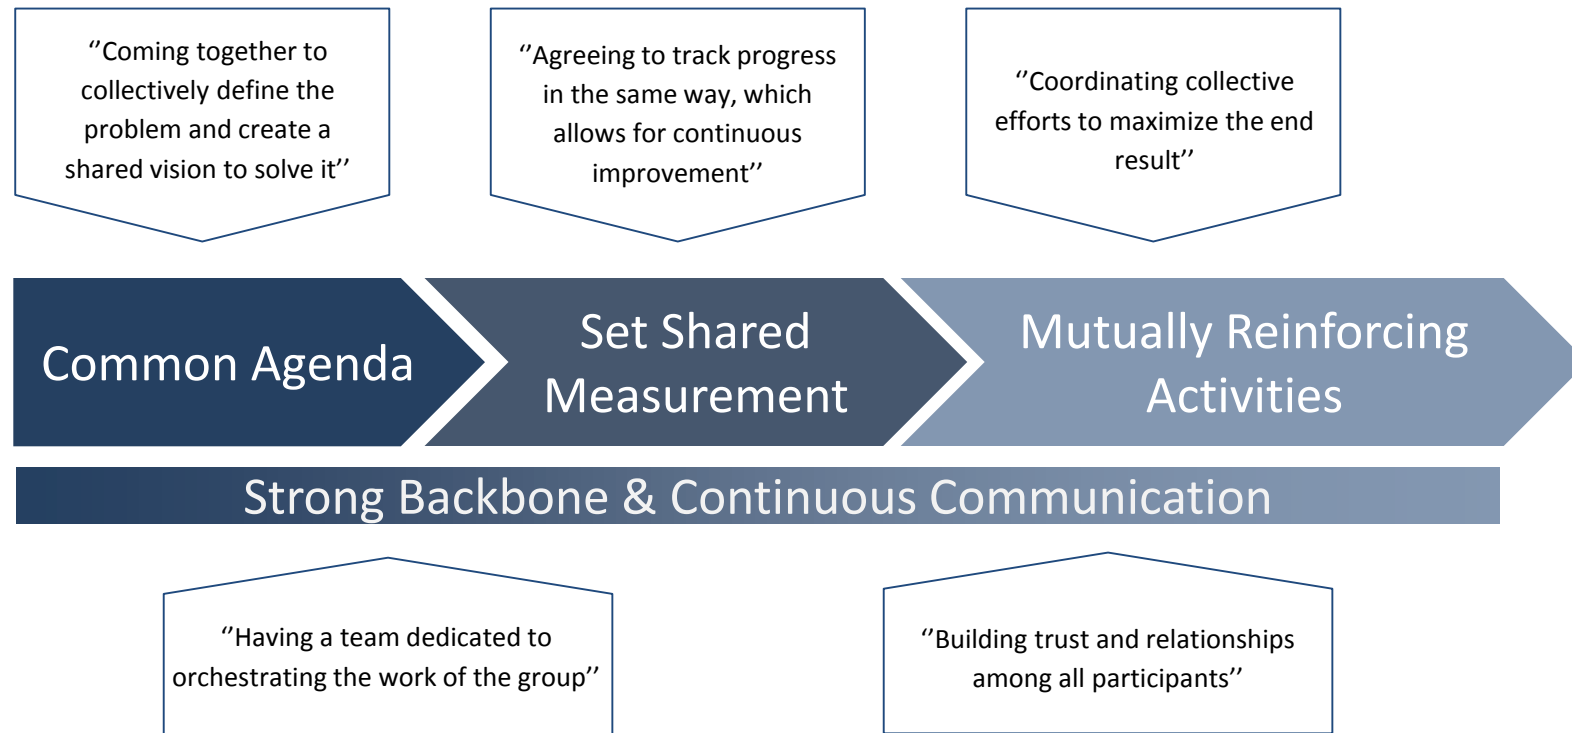 ‘’Coming together to
collectively define the
problem and create a
shared vision to solve it’’
‘’Agreeing to track progress
in the same way, which
allows for continuous
improvement’’
‘’Coordinating collective
efforts to maximize the end
result’’
Common Agenda
Set Shared
Measurement
Mutually Reinforcing
Activities
Strong Backbone & Continuous Communication
‘’Having a team dedicated to
orchestrating the work of the group’’
‘’Building trust and relationships
among all participants’’